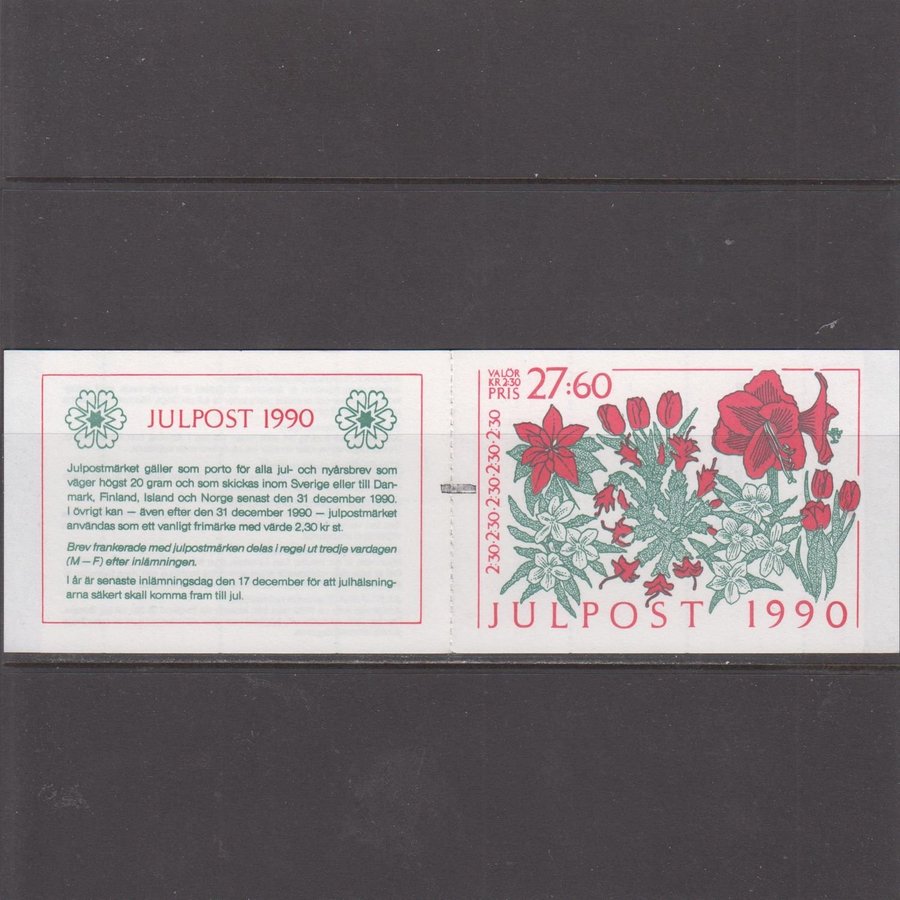 JULPOST 1990
Julpostmärket gäller som porto för alla jul- och nyårsbrev som
väger högst 20 gram och som skickas inom Sverige eller till Dan-
mark, Finland, Island och Norge senast den 31 december 1990.
I övrigt kan – även efter den 31 december 1990 – julpostmärket
användas som ett vanligt frimärke med värde 2,30 kr st.
Brev frankerade med julpostmärken delas i regel ut tredje vardagen
(M – F) efter inlämningen.
I år är senaste inlämningsdag den 17 december för att julhälsning-
arna säkert skall komma fram till jul.
VALÖR
KR 2:30
PRIS 27:60
2:30·2:30·2:30·2:30·2:30
JULPOST 1990